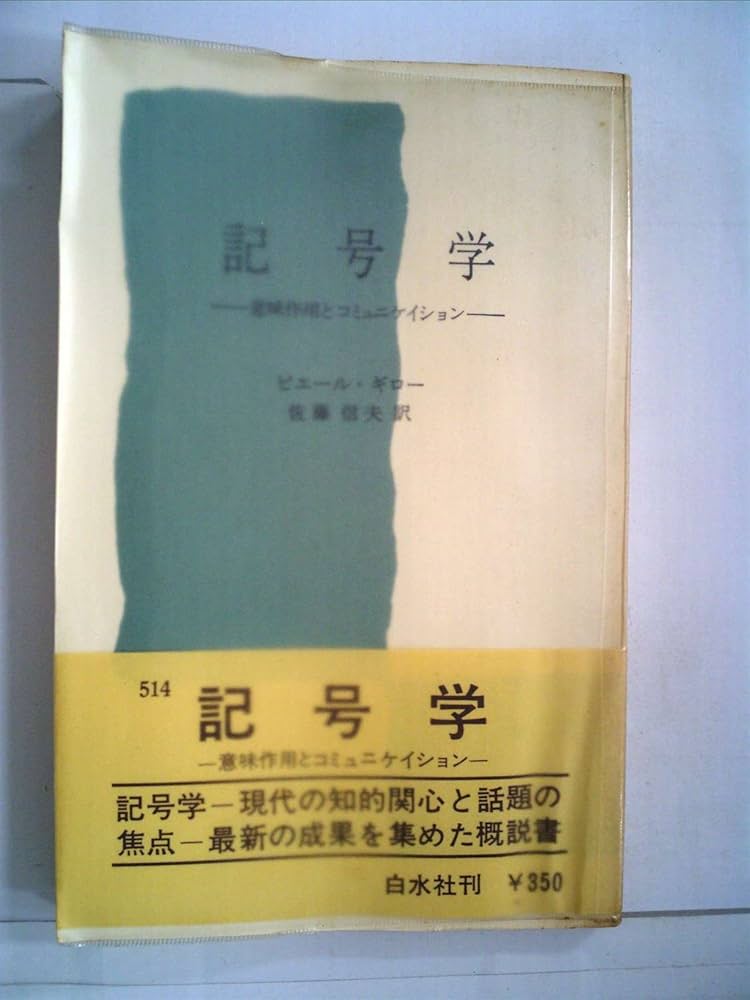 記号学
――意味作用とコミュニケイション――
ピエール・ギロー
佐藤信夫訳
514
記号学
―意味作用とコミュニケイション―
記号学―現代の知的関心と話題の
焦点―最新の成果を集めた概説書
白水社刊 ¥350